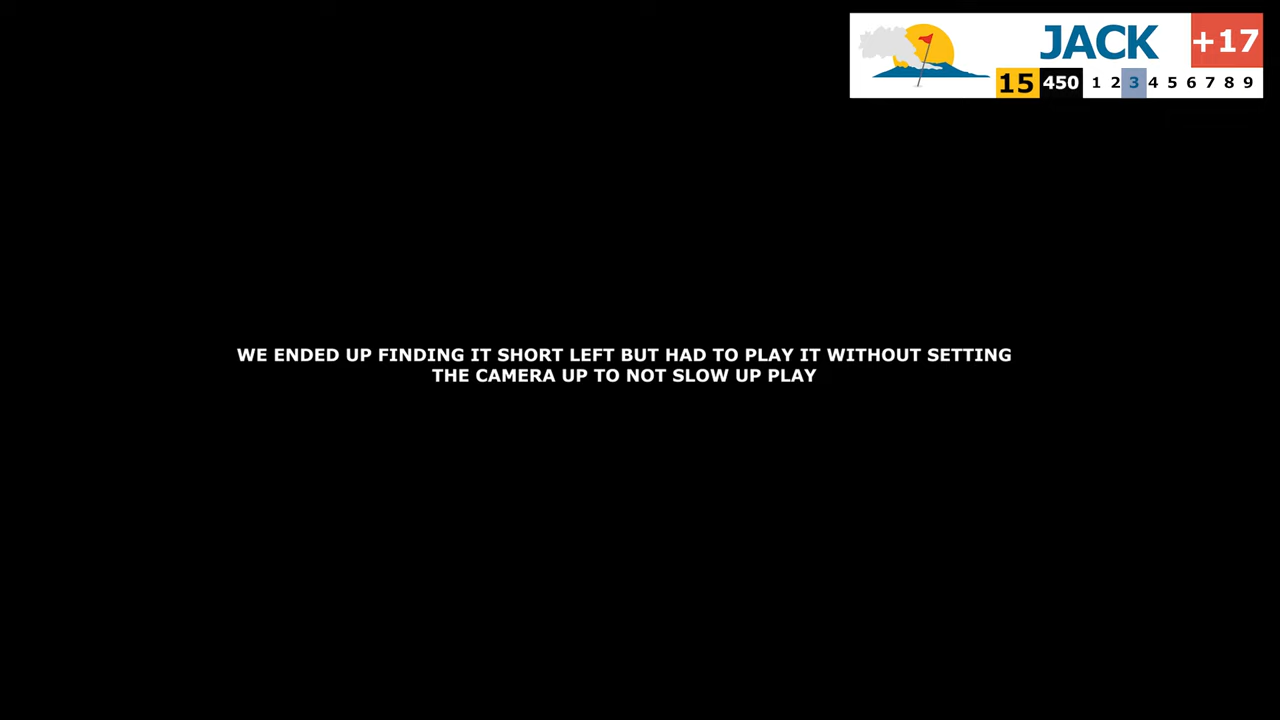 JACK +17
15 450 1 2 3 4 5 6 7 8 9
WE ENDED UP FINDING IT SHORT LEFT BUT HAD TO PLAY IT WITHOUT SETTING
THE CAMERA UP TO NOT SLOW UP PLAY